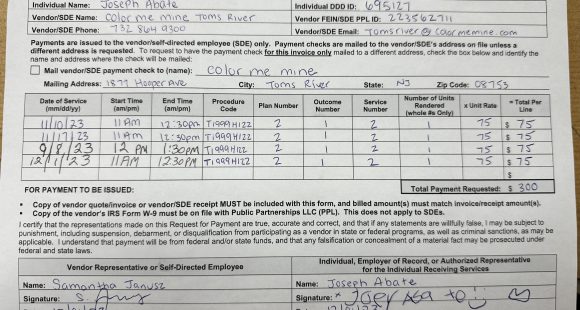 Individual Name: Joseph Abate Individual DDD ID: 695127
Vendor/SDE Name: Color me mine Toms River Vendor FEIN/SDE PPL ID: 223562711
Vendor/SDE Phone: 732 864 9300 Vendor/SDE Email: Tomsriver@Colormemine.com
Payments are issued to the vendor/self-directed employee (SDE) only. Payment checks are mailed to the vendor/SDE's address on file unless a
different address is requested. To request to have the payment check for this invoice only mailed to a different address, check the box below and identify the
name and address where the check will be mailed:
Mail vendor/SDE payment check to (name): Color me mine
Mailing Address: 1877 Hooper Ave City: Toms River State: NJ Zip Code: 08753
Date of Service (mm/dd/yy) Start Time (am/pm) End Time (am/pm) Procedure Code Plan Number Outcome Number Service Number Number of Units Rendered (whole #s Only) x Unit Rate = Total Per Line
11/10/23 11AM 12:30pm T1999H122 2 1 2 1 75 $ 75
11/17/23 11Am 12:30pm T1999H122 2 1 2 1 75 $ 75
9/8/23 12 PM 1:30PM T1999H122 2 1 2 1 75 $ 75
12/1/23 11AM 1230PM T1999H122 2 1 2 1 75 $ 75
$
FOR PAYMENT TO BE ISSUED: Total Payment Requested: $ 300
• Copy of vendor quote/invoice or vendor/SDE receipt MUST be included with this form, and billed amount(s) must match invoice/receipt amount(s).
• Copy of the vendor's IRS Form W-9 must be on file with Public Partnerships LLC (PPL). This does not apply to SDEs.
I certify that the representations made on this Request for Payment are true, accurate and correct, and that if any statements are willfully false, I may be subject to
punishment, including suspension, debarment, or disqualification from participating as a vendor in state or federal programs, as well as criminal sanctions, as may be
applicable. I understand that payment will be from federal and/or state funds, and that any falsification or concealment of a material fact may be prosecuted under
federal and state laws.
Vendor Representative or Self-Directed Employee Individual, Employer of Record, or Authorized Representative for the Individual Receiving Services
Name: Samantha Janusz Name: Joseph Abate
Signature: S. Signature: *